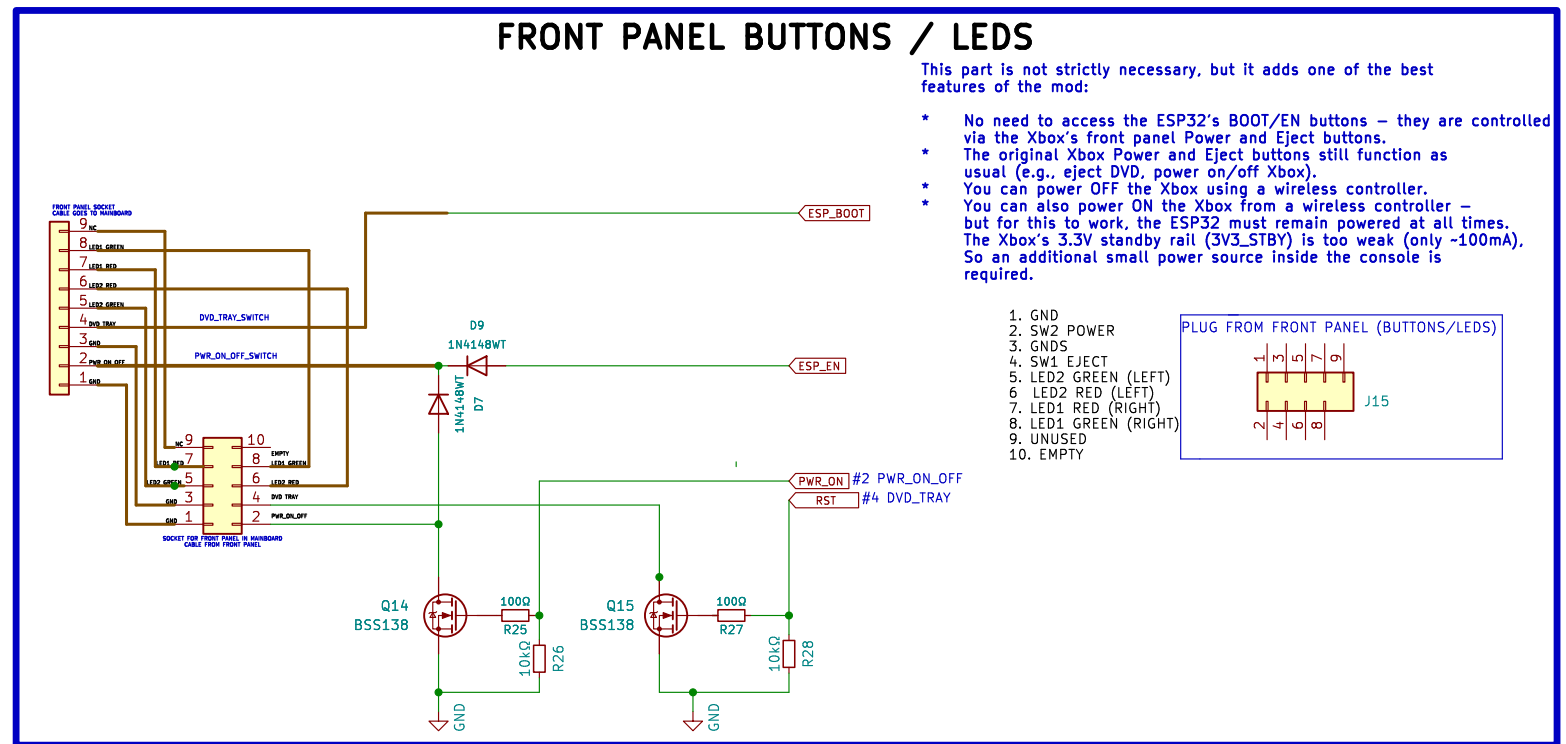 FRONT PANEL BUTTONS / LEDS
This part is not strictly necessary, but it adds one of the best
features of the mod:
* No need to access the ESP32's BOOT/EN buttons – they are controlled
via the Xbox's front panel Power and Eject buttons.
* The original Xbox Power and Eject buttons still function as
usual (e.g., eject DVD, power on/off Xbox).
* You can power OFF the Xbox using a wireless controller.
* You can also power ON the Xbox from a wireless controller –
but for this to work, the ESP32 must remain powered at all times.
The Xbox's 3.3V standby rail (3V3_STBY) is too weak (only ~100mA),
So an additional small power source inside the console is
required.
FRONT PANEL SOCKET
CABLE GOES TO MAINBOARD
9 NC
8 LED1 GREEN
7 LED1 RED
6 LED2 RED
5 LED2 GREEN
4 DVD TRAY
3 GND
2 PWR_ON_OFF
1 GND
DVD_TRAY_SWITCH
PWR_ON_OFF_SWITCH
ESP_BOOT
D9
1N4148WT
ESP_EN
1N4148WT
D7
NC 9 10 EMPTY
LED1 RED 7 8 LED1 GREEN
LED2 GREEN 5 6 LED2 RED
GND 3 4 DVD TRAY
GND 1 2 PWR_ON_OFF
SOCKET FOR FRONT PANEL IN MAINBOARD
CABLE FROM FRONT PANEL
PWR_ON #2 PWR_ON_OFF
RST #4 DVD_TRAY
Q14
BSS138
100Ω
R25
10kΩ
R26
GND
Q15
BSS138
100Ω
R27
10kΩ
R28
GND
1. GND
2. SW2 POWER
3. GNDS
4. SW1 EJECT
5. LED2 GREEN (LEFT)
6 LED2 RED (LEFT)
7. LED1 RED (RIGHT)
8. LED1 GREEN (RIGHT)
9. UNUSED
10. EMPTY
PLUG FROM FRONT PANEL (BUTTONS/LEDS)
1 3 5 7 9
J15
2 4 6 8